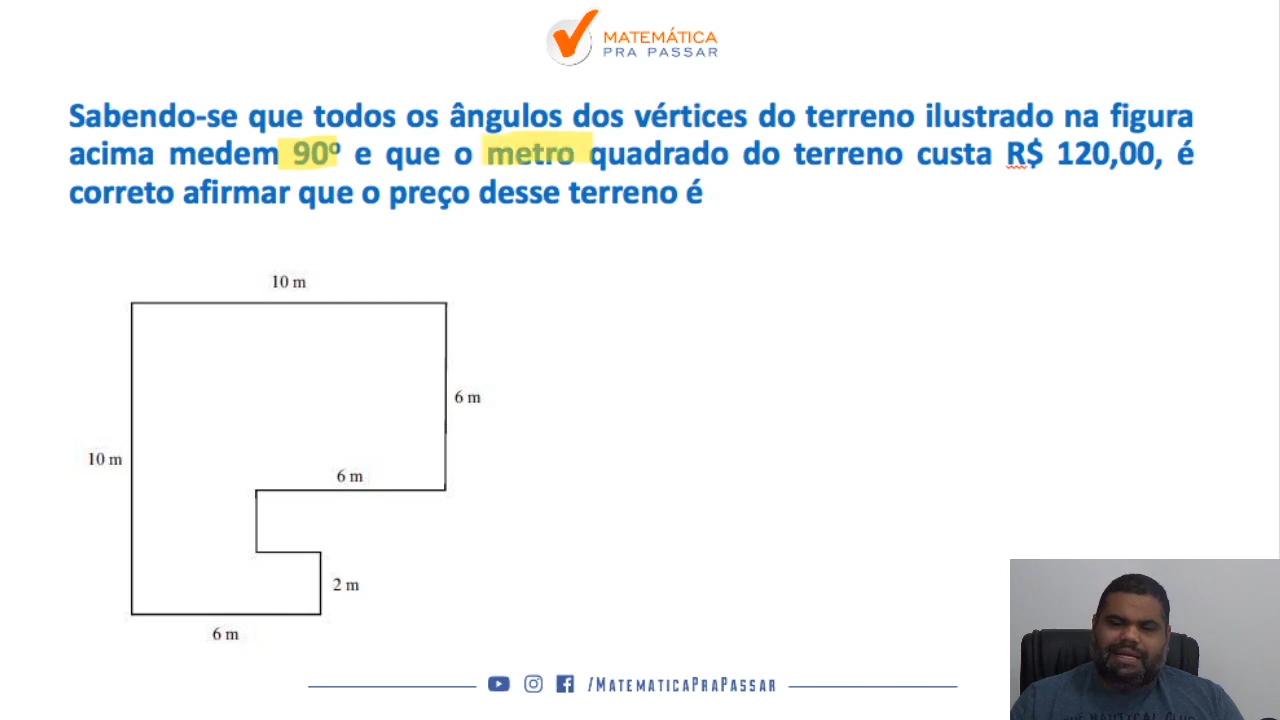 MATEMÁTICA
PRA PASSAR
Sabendo-se que todos os ângulos dos vértices do terreno ilustrado na figura
acima medem 90º e que o metro quadrado do terreno custa R$ 120,00, é
correto afirmar que o preço desse terreno é
10 m
6 m
10 m
6 m
2 m
6 m
/MATEMATICAPRAPASSAR